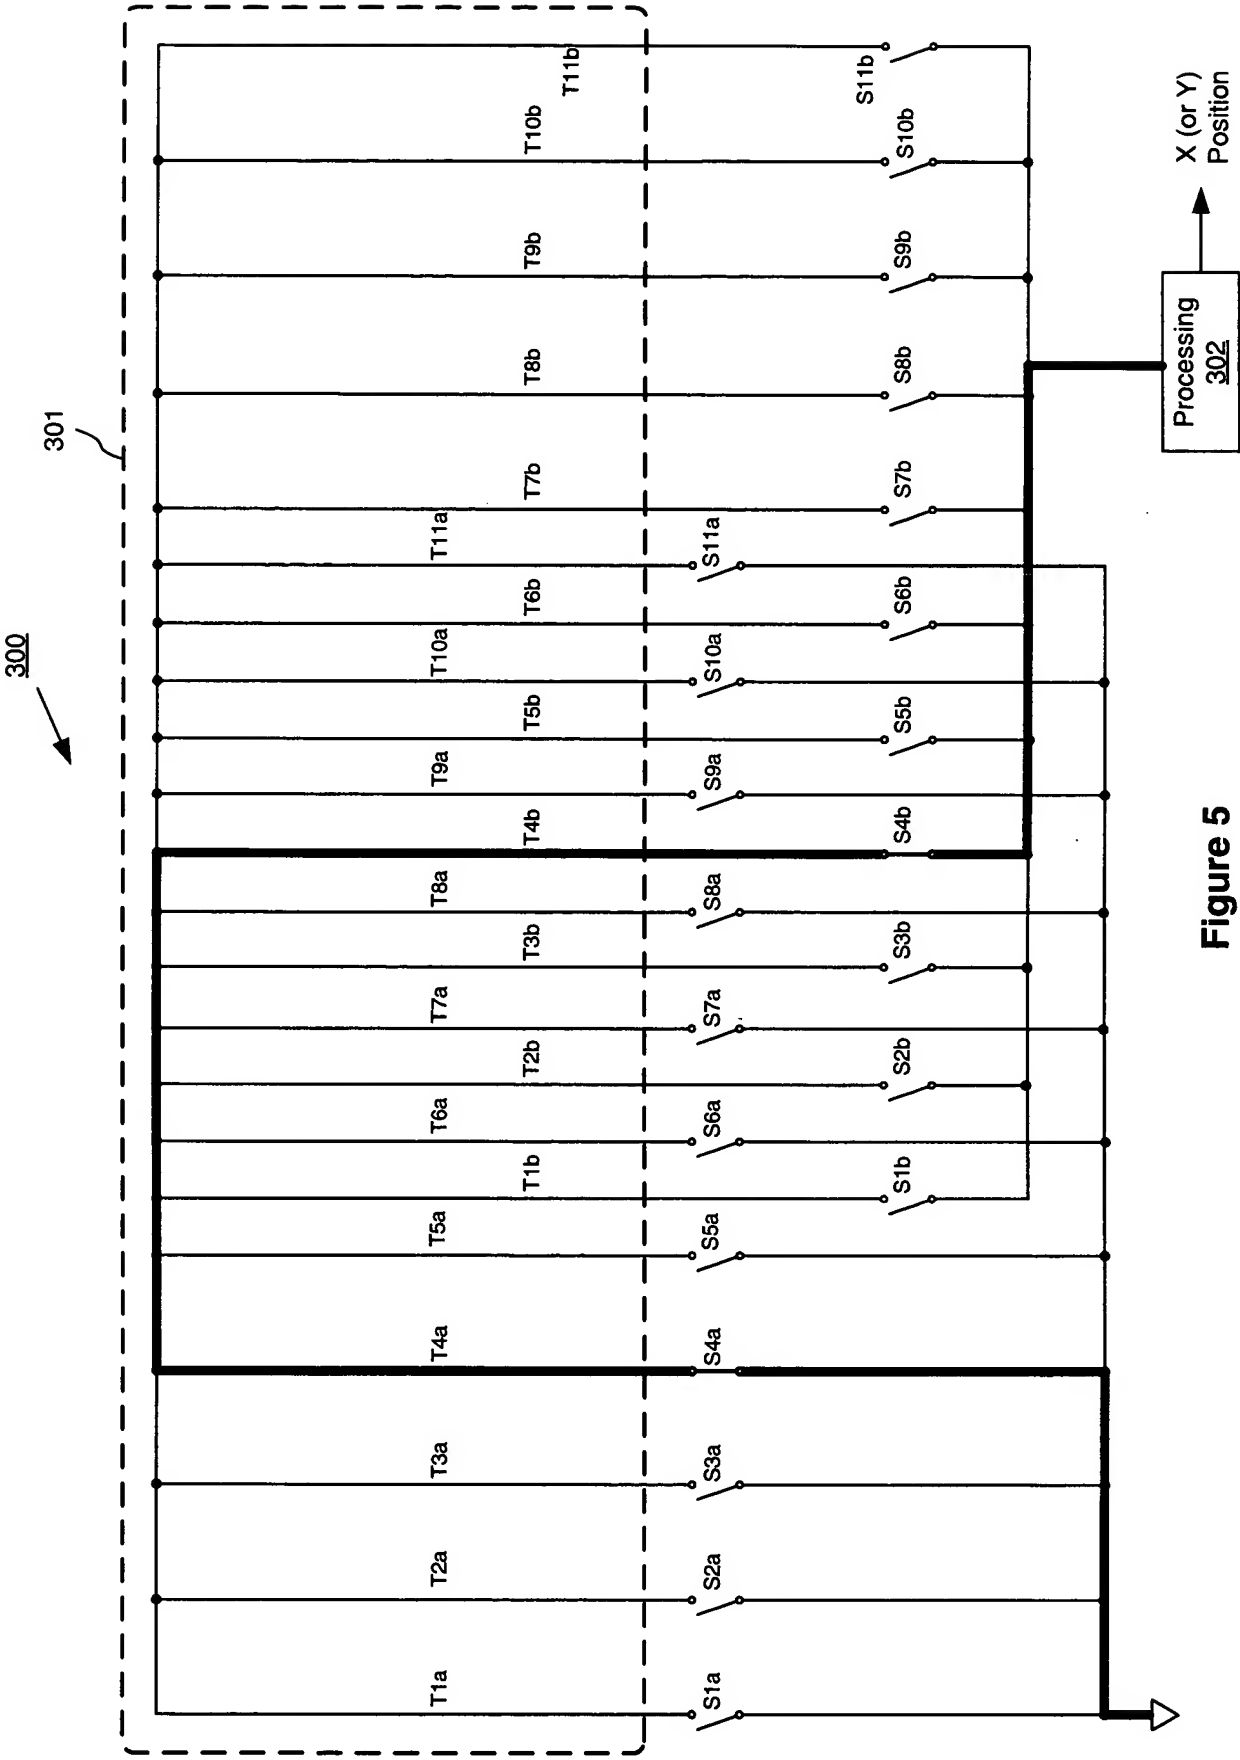 300
301
T1a
T2a
T3a
T4a
T5a
T1b
T6a
T2b
T7a
T3b
T8a
T4b
T9a
T5b
T10a
T6b
T11a
T7b
T8b
T9b
T10b
T11b
S1a
S2a
S3a
S4a
S5a
S1b
S6a
S2b
S7a
S3b
S8a
S4b
S9a
S5b
S10a
S6b
S11a
S7b
S8b
S9b
S10b
S11b
Processing
302
X (or Y)
Position
Figure 5